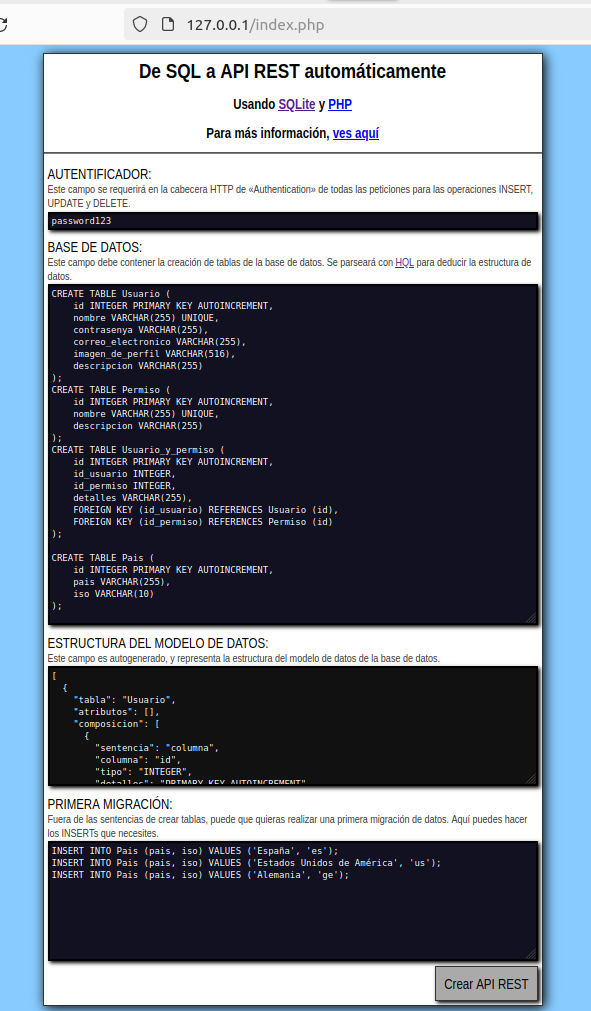 127.0.0.1/index.php
De SQL a API REST automáticamente
Usando SQLite y PHP
Para más información, ves aquí
AUTENTIFICADOR:
Este campo se requerirá en la cabecera HTTP de «Authentication» de todas las peticiones para las operaciones INSERT,
UPDATE y DELETE.
password123
BASE DE DATOS:
Este campo debe contener la creación de tablas de la base de datos. Se parseará con HQL para deducir la estructura de
datos.
CREATE TABLE Usuario (
    id INTEGER PRIMARY KEY AUTOINCREMENT,
    nombre VARCHAR(255) UNIQUE,
    contrasenya VARCHAR(255),
    correo_electronico VARCHAR(255),
    imagen_de_perfil VARCHAR(516),
    descripcion VARCHAR(255)
);
CREATE TABLE Permiso (
    id INTEGER PRIMARY KEY AUTOINCREMENT,
    nombre VARCHAR(255) UNIQUE,
    descripcion VARCHAR(255)
);
CREATE TABLE Usuario_y_permiso (
    id INTEGER PRIMARY KEY AUTOINCREMENT,
    id_usuario INTEGER,
    id_permiso INTEGER,
    detalles VARCHAR(255),
    FOREIGN KEY (id_usuario) REFERENCES Usuario (id),
    FOREIGN KEY (id_permiso) REFERENCES Permiso (id)
);
CREATE TABLE Pais (
    id INTEGER PRIMARY KEY AUTOINCREMENT,
    pais VARCHAR(255),
    iso VARCHAR(10)
);
ESTRUCTURA DEL MODELO DE DATOS:
Este campo es autogenerado, y representa la estructura del modelo de datos de la base de datos.
[
  {
    "tabla": "Usuario",
    "atributos": [],
    "composicion": [
      {
        "sentencia": "columna",
        "columna": "id",
        "tipo": "INTEGER",
        "detalles": "PRIMARY KEY AUTOINCREMENT"
PRIMERA MIGRACIÓN:
Fuera de las sentencias de crear tablas, puede que quieras realizar una primera migración de datos. Aquí puedes hacer
los INSERTs que necesites.
INSERT INTO Pais (pais, iso) VALUES ('España', 'es');
INSERT INTO Pais (pais, iso) VALUES ('Estados Unidos de América', 'us');
INSERT INTO Pais (pais, iso) VALUES ('Alemania', 'ge');
Crear API REST